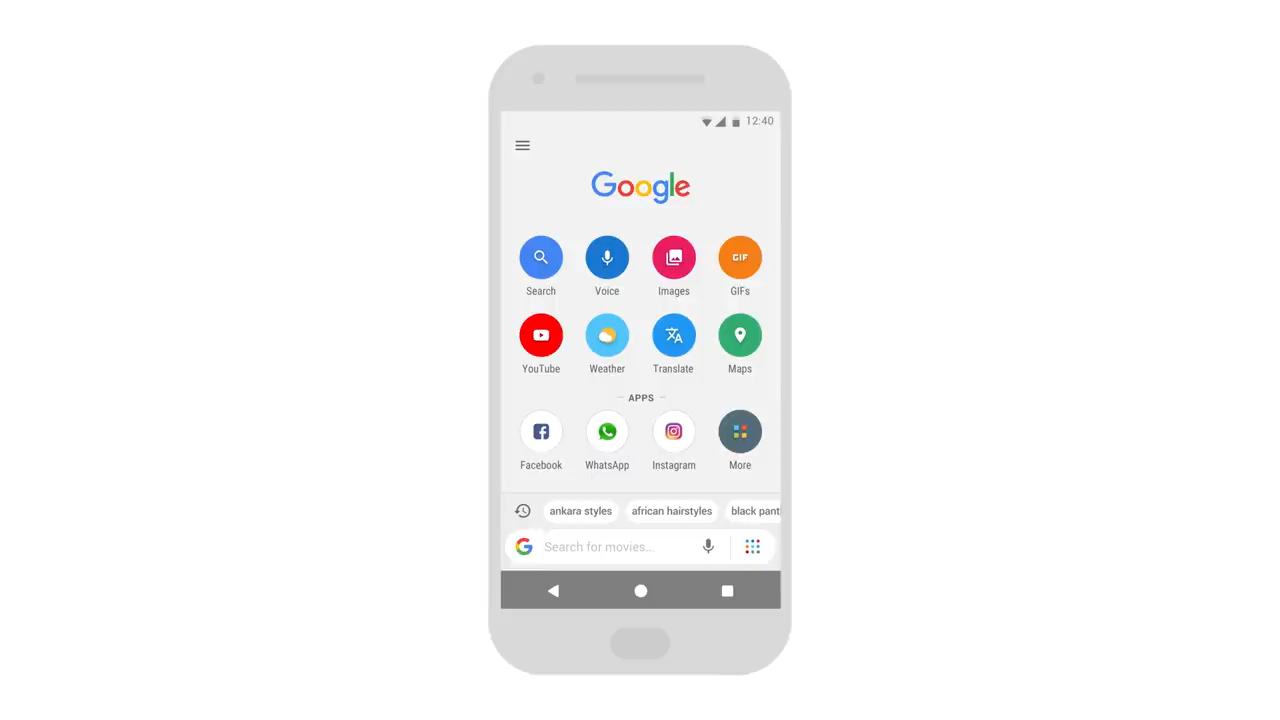 12:40
Google
Search Voice Images GIFs
GIF
YouTube Weather Translate Maps
APPS
Facebook WhatsApp Instagram More
ankara styles african hairstyles black pant
Search for movies...